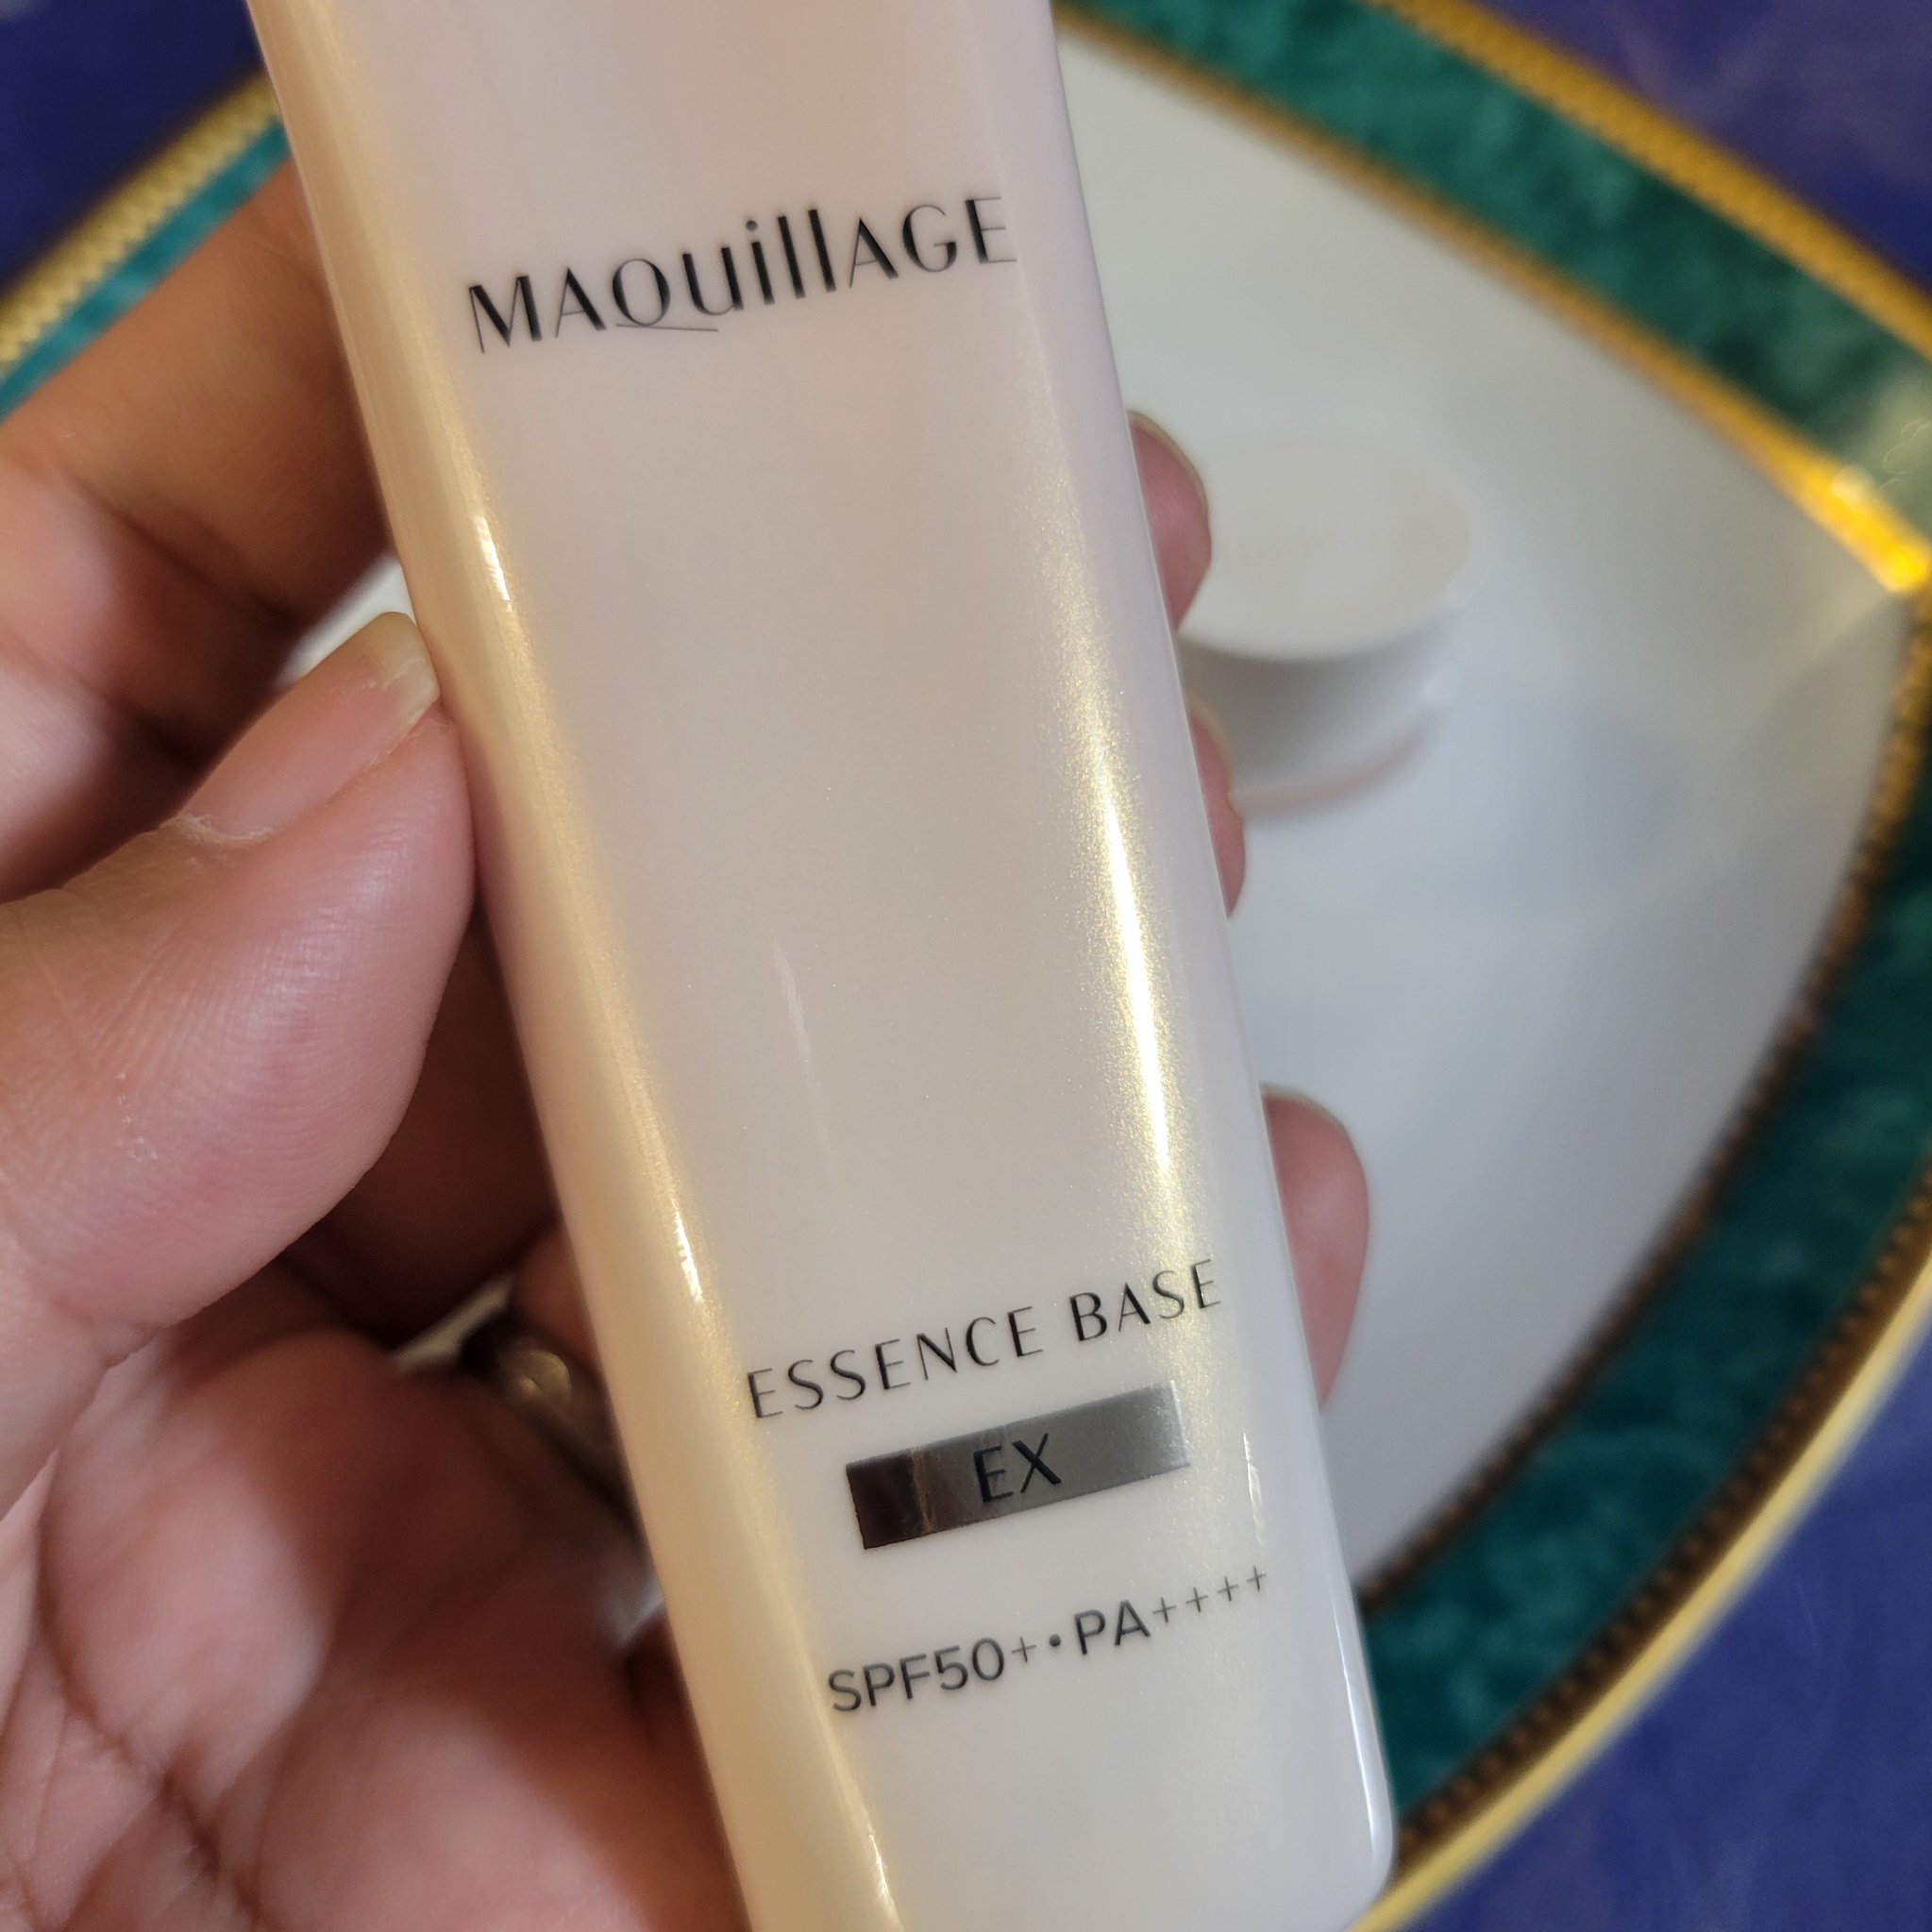 MAQuillAGE
ESSENCE BASE
EX
SPF50+・PA++++